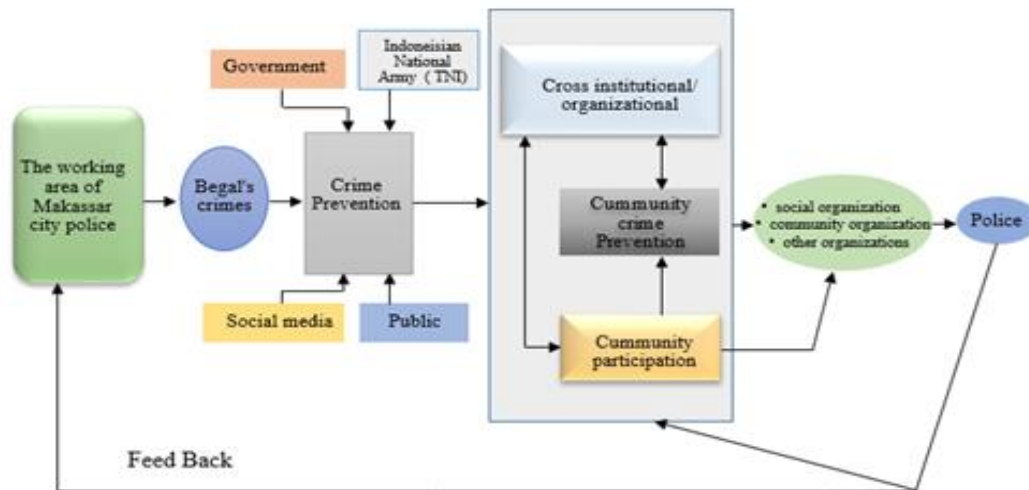 The working
area of
Makassar
city police
Begal's
crimes
Government
Indoneisian
National
Army ( TNI)
Crime
Prevention
Social media
Public
Cross institutional/
organizational
Cummunity
crime
Prevention
Cummunity
participation
• social organization
• community organization
• other organizations
Police
Feed Back